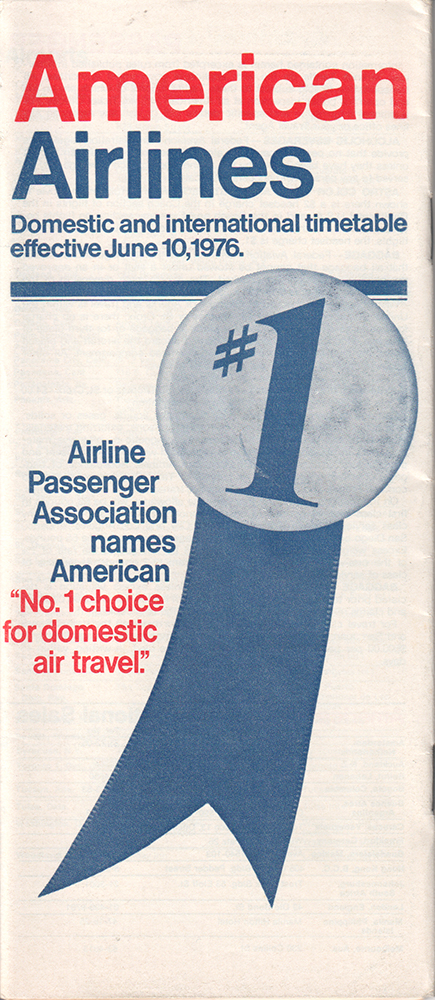 American
Airlines
Domestic and international timetable
effective June 10, 1976.
#1
Airline
Passenger
Association
names
American
“No. 1 choice
for domestic
air travel.”